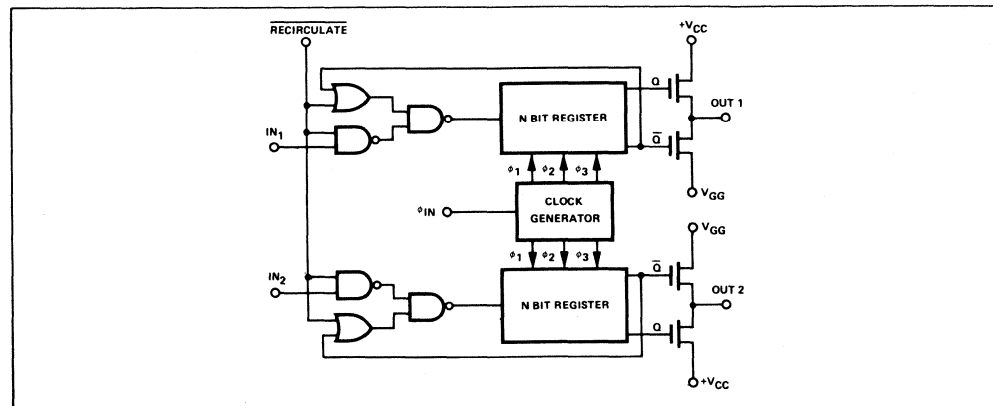 RECIRCULATE
+VCC
Q
OUT 1
N BIT REGISTER
IN1
Q̅
ϕ1 ϕ2 ϕ3
VGG
ϕIN
CLOCK GENERATOR
VGG
ϕ1 ϕ2 ϕ3
Q̅
IN2
OUT 2
N BIT REGISTER
Q
+VCC